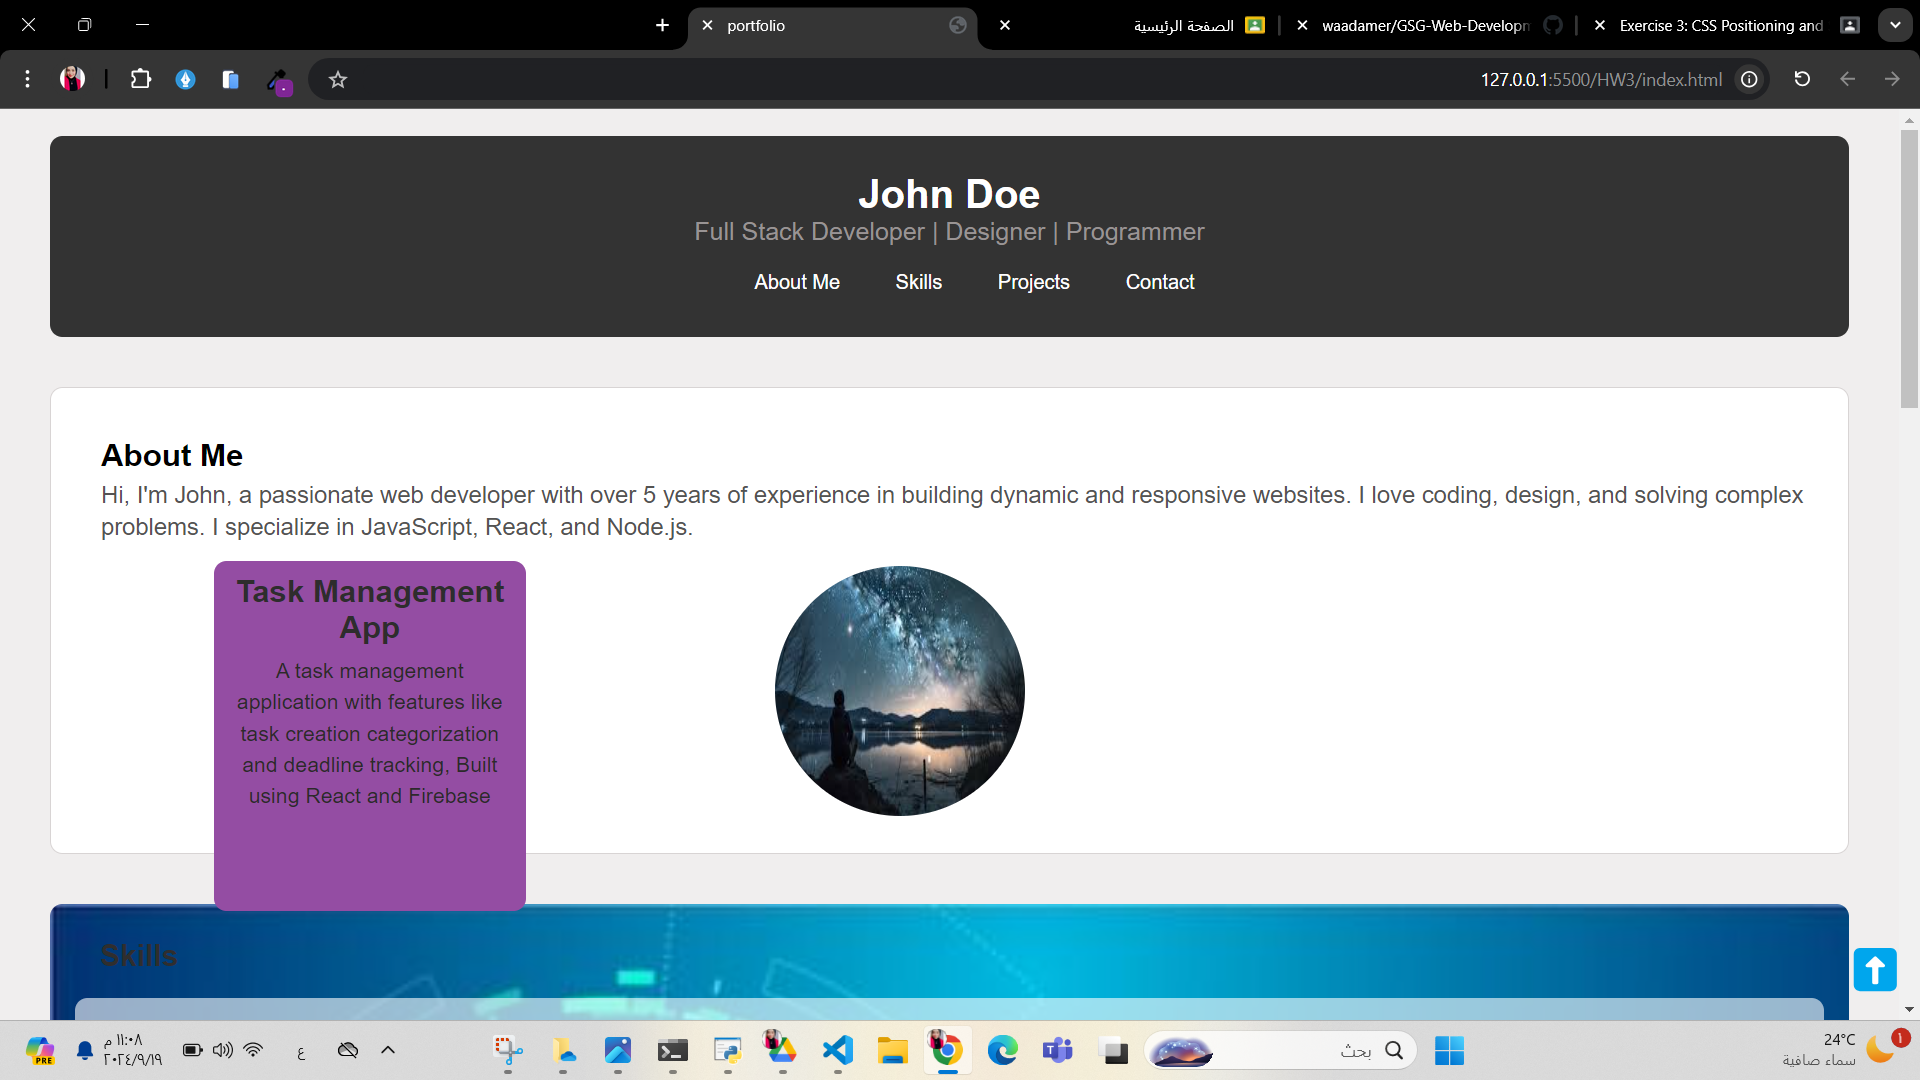 portfolio
الصفحة الرئيسية
waadamer/GSG-Web-Developm
Exercise 3: CSS Positioning and
127.0.0.1:5500/HW3/index.html
John Doe
Full Stack Developer | Designer | Programmer
About Me
Skills
Projects
Contact
About Me
Hi, I'm John, a passionate web developer with over 5 years of experience in building dynamic and responsive websites. I love coding, design, and solving complex
problems. I specialize in JavaScript, React, and Node.js.
Task Management
App
A task management
application with features like
task creation categorization
and deadline tracking, Built
using React and Firebase
Skills
PRE
١١:٠٨ م
٢٠٢٤/٩/١٩
ع
بحث
24°C
سماء صافية
١